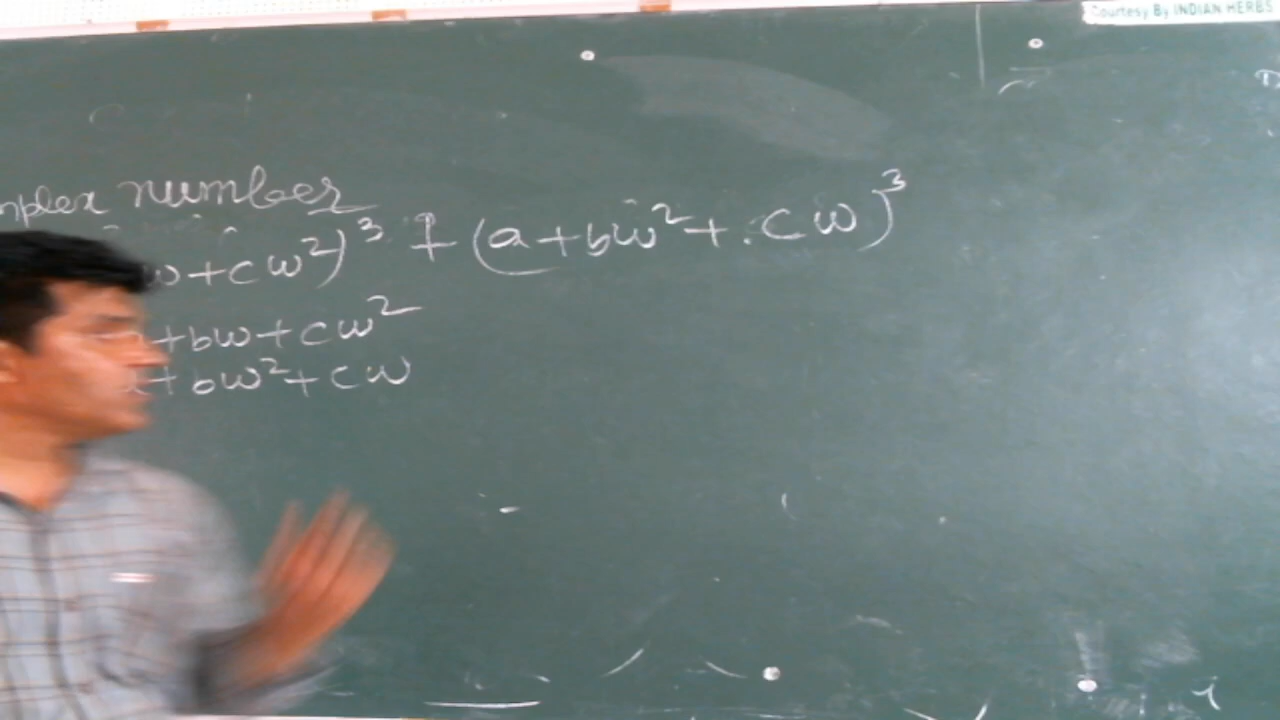 Courtesy By INDIAN HERBS
mplex number
ω+cω²)³ + (a+bω²+.cω)³
+bω+cω²
+bω²+cω